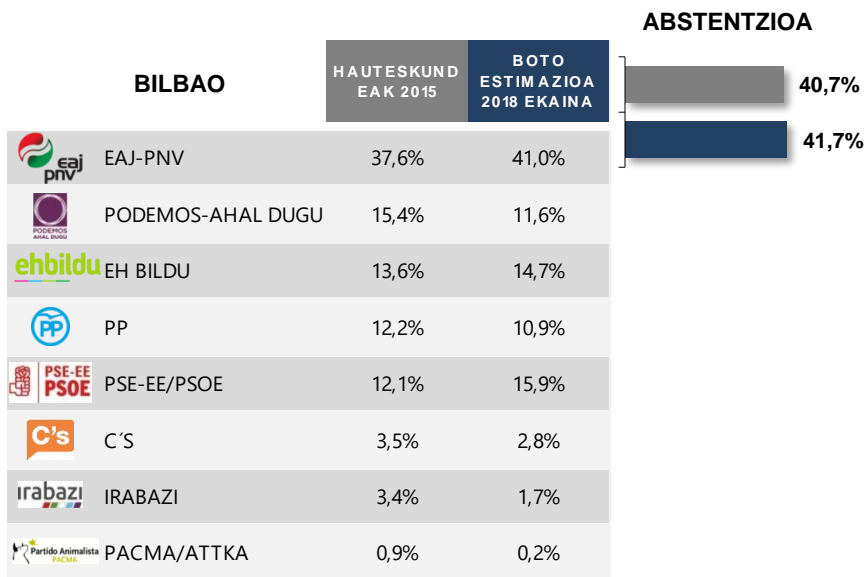 ABSTENTZIOA
BILBAO
HAUTESKUND
EAK 2015
BOTO
ESTIMAZIOA
2018 EKAINA
40,7%
41,7%
eaj
pnv
EAJ-PNV 37,6% 41,0%
PODEMOS
AHAL DUGU
PODEMOS-AHAL DUGU 15,4% 11,6%
ehbildu
EH BILDU 13,6% 14,7%
PP
PP 12,2% 10,9%
PSE-EE
PSOE
PSE-EE/PSOE 12,1% 15,9%
C's
C´S 3,5% 2,8%
irabazi
IRABAZI 3,4% 1,7%
Partido Animalista
PACMA
PACMA/ATTKA 0,9% 0,2%